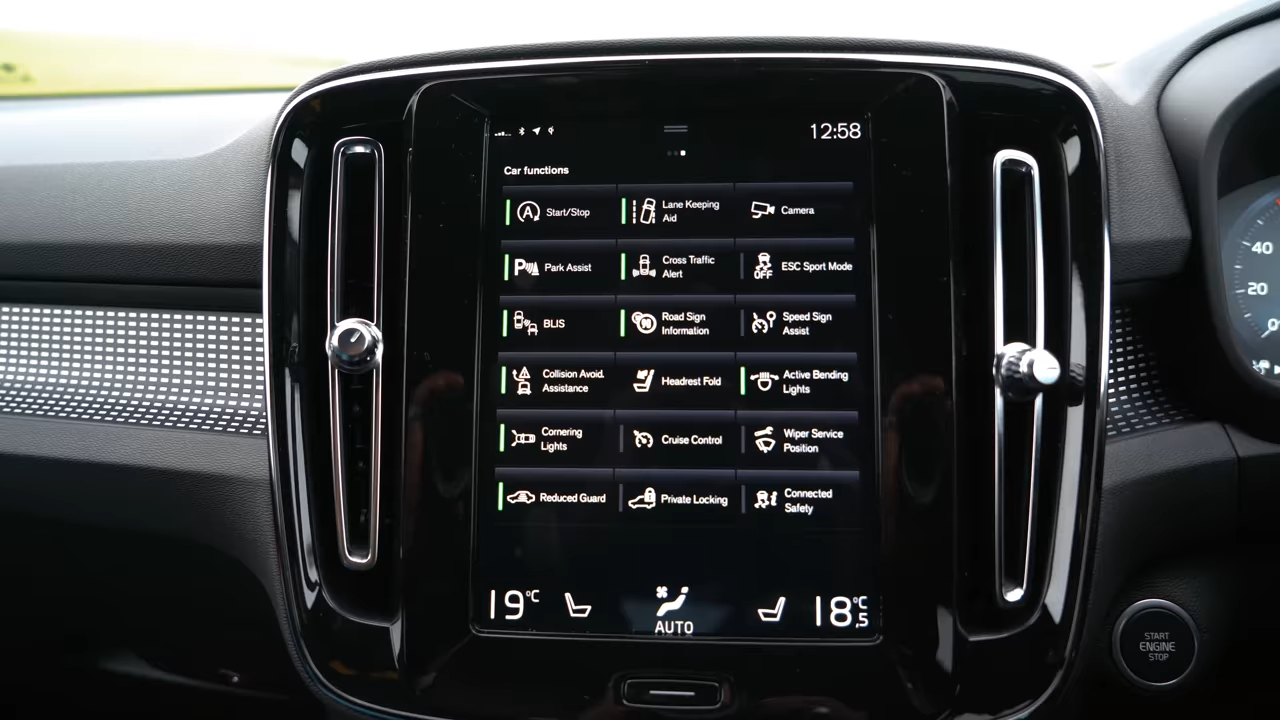 12:58
Car functions
Start/Stop
Lane Keeping
Aid
Camera
Park Assist
Cross Traffic
Alert
OFF
ESC Sport Mode
BLIS
Road Sign
Information
Speed Sign
Assist
Collision Avoid.
Assistance
Headrest Fold
Active Bending
Lights
Cornering
Lights
Cruise Control
Wiper Service
Position
Reduced Guard
Private Locking
Connected
Safety
19°C
AUTO
18,5°C
START
ENGINE
STOP
40
20
0